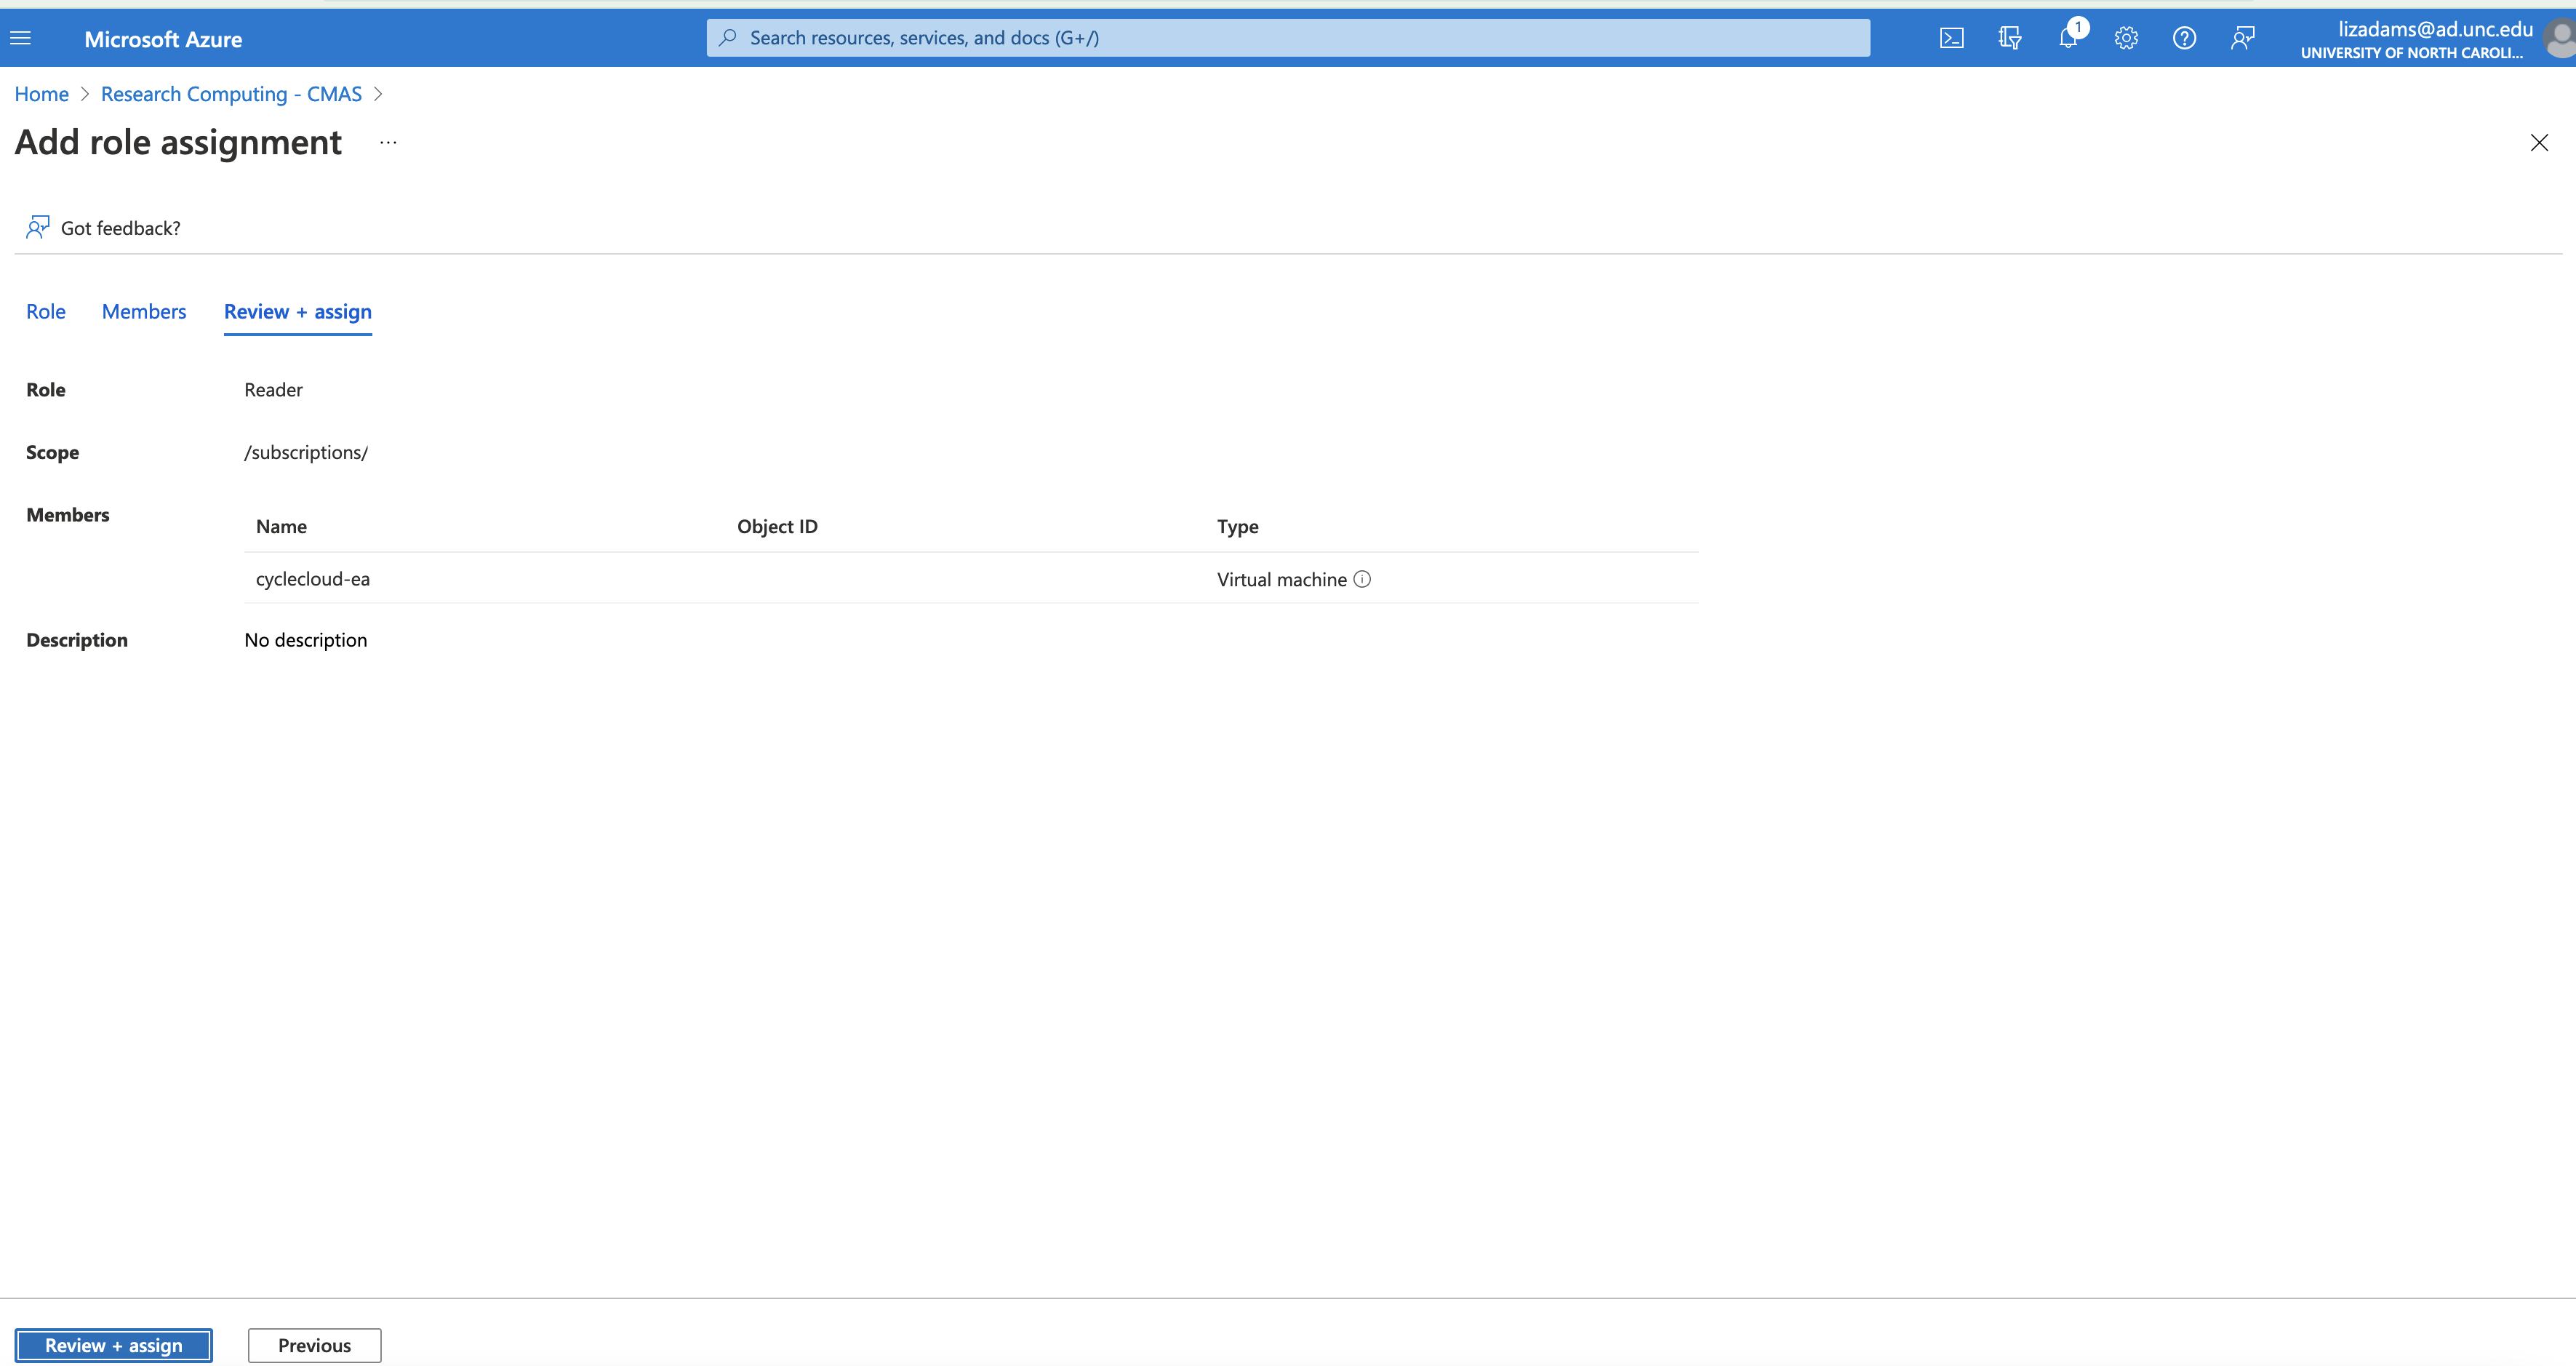 Microsoft Azure
Search resources, services, and docs (G+/)
1
lizadams@ad.unc.edu
UNIVERSITY OF NORTH CAROLI...
Home > Research Computing - CMAS >
Add role assignment ...
Got feedback?
Role Members Review + assign
Role Reader
Scope /subscriptions/
Members
Name Object ID Type
cyclecloud-ea Virtual machine
Description No description
Review + assign Previous